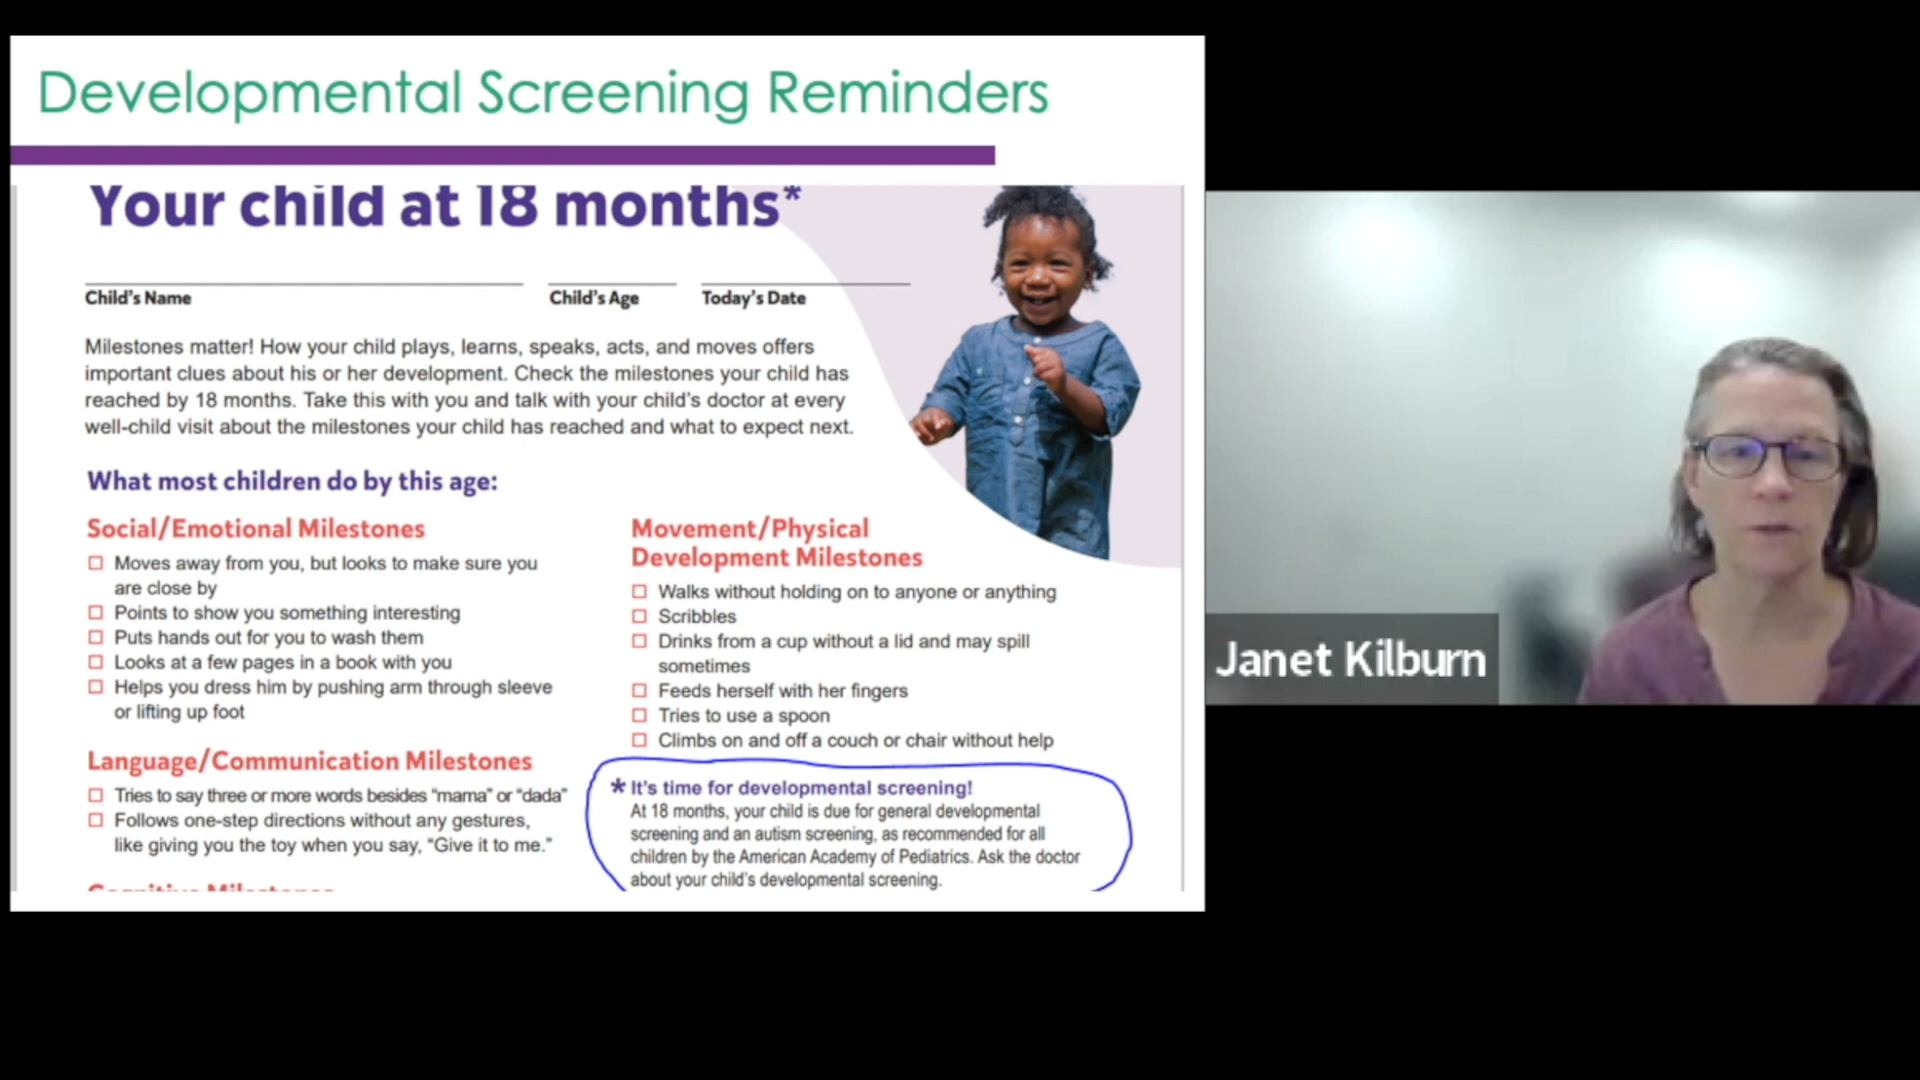 Developmental Screening Reminders
Your child at 18 months*
Child's Name Child's Age Today's Date
Milestones matter! How your child plays, learns, speaks, acts, and moves offers
important clues about his or her development. Check the milestones your child has
reached by 18 months. Take this with you and talk with your child's doctor at every
well-child visit about the milestones your child has reached and what to expect next.
What most children do by this age:
Social/Emotional Milestones
Moves away from you, but looks to make sure you
are close by
Points to show you something interesting
Puts hands out for you to wash them
Looks at a few pages in a book with you
Helps you dress him by pushing arm through sleeve
or lifting up foot
Language/Communication Milestones
Tries to say three or more words besides "mama" or "dada"
Follows one-step directions without any gestures,
like giving you the toy when you say, "Give it to me."
Cognitive Milestones
Movement/Physical
Development Milestones
Walks without holding on to anyone or anything
Scribbles
Drinks from a cup without a lid and may spill
sometimes
Feeds herself with her fingers
Tries to use a spoon
Climbs on and off a couch or chair without help
* It's time for developmental screening!
At 18 months, your child is due for general developmental
screening and an autism screening, as recommended for all
children by the American Academy of Pediatrics. Ask the doctor
about your child's developmental screening.
Janet Kilburn